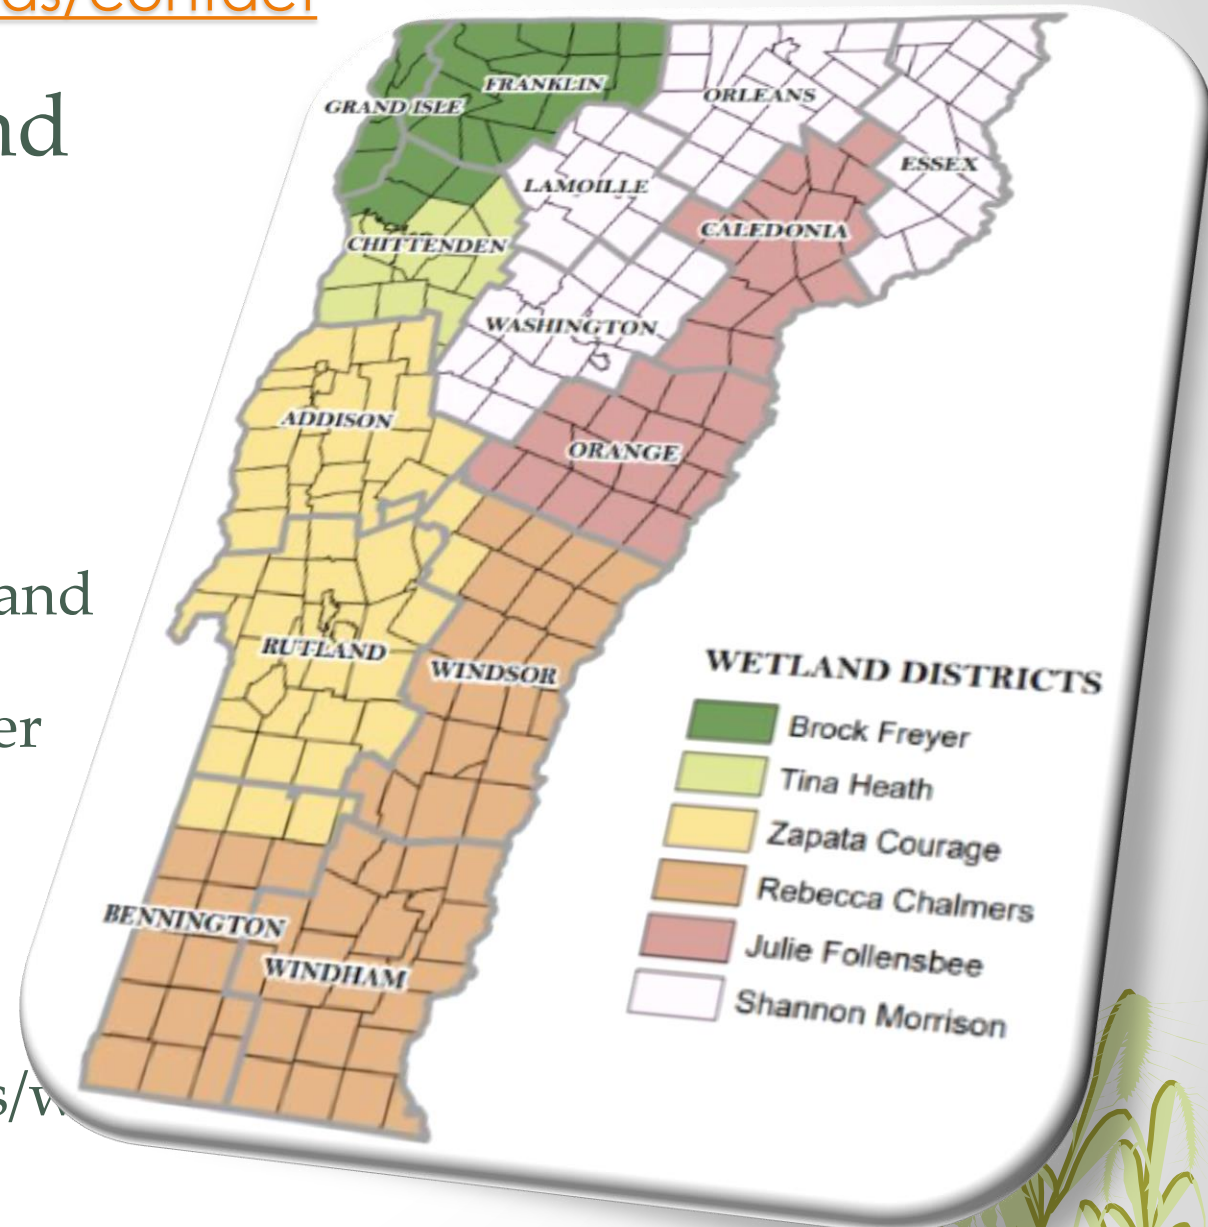 nd
and
er
FRANKLIN
GRAND ISLE
ORLEANS
ESSEX
LAMOILLE
CALEDONIA
CHITTENDEN
WASHINGTON
ADDISON
ORANGE
RUTLAND
WINDSOR
BENNINGTON
WINDHAM
WETLAND DISTRICTS
Brock Freyer
Tina Heath
Zapata Courage
Rebecca Chalmers
Julie Follensbee
Shannon Morrison